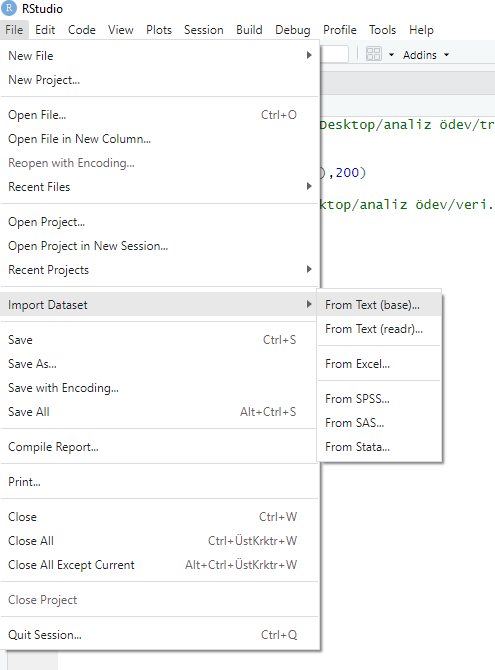 RStudio
File Edit Code View Plots Session Build Debug Profile Tools Help
Addins
New File
New Project...
Open File... Ctrl+O
Desktop/analiz ödev/tr
Open File in New Column...
Reopen with Encoding...
),200)
Recent Files
ktop/analiz ödev/veri.
Open Project...
Open Project in New Session...
Recent Projects
Import Dataset
From Text (base)...
From Text (readr)...
From Excel...
From SPSS...
From SAS...
From Stata...
Save Ctrl+S
Save As...
Save with Encoding...
Save All Alt+Ctrl+S
Compile Report...
Print...
Close Ctrl+W
Close All Ctrl+ÜstKrktr+W
Close All Except Current Alt+Ctrl+ÜstKrktr+W
Close Project
Quit Session... Ctrl+Q